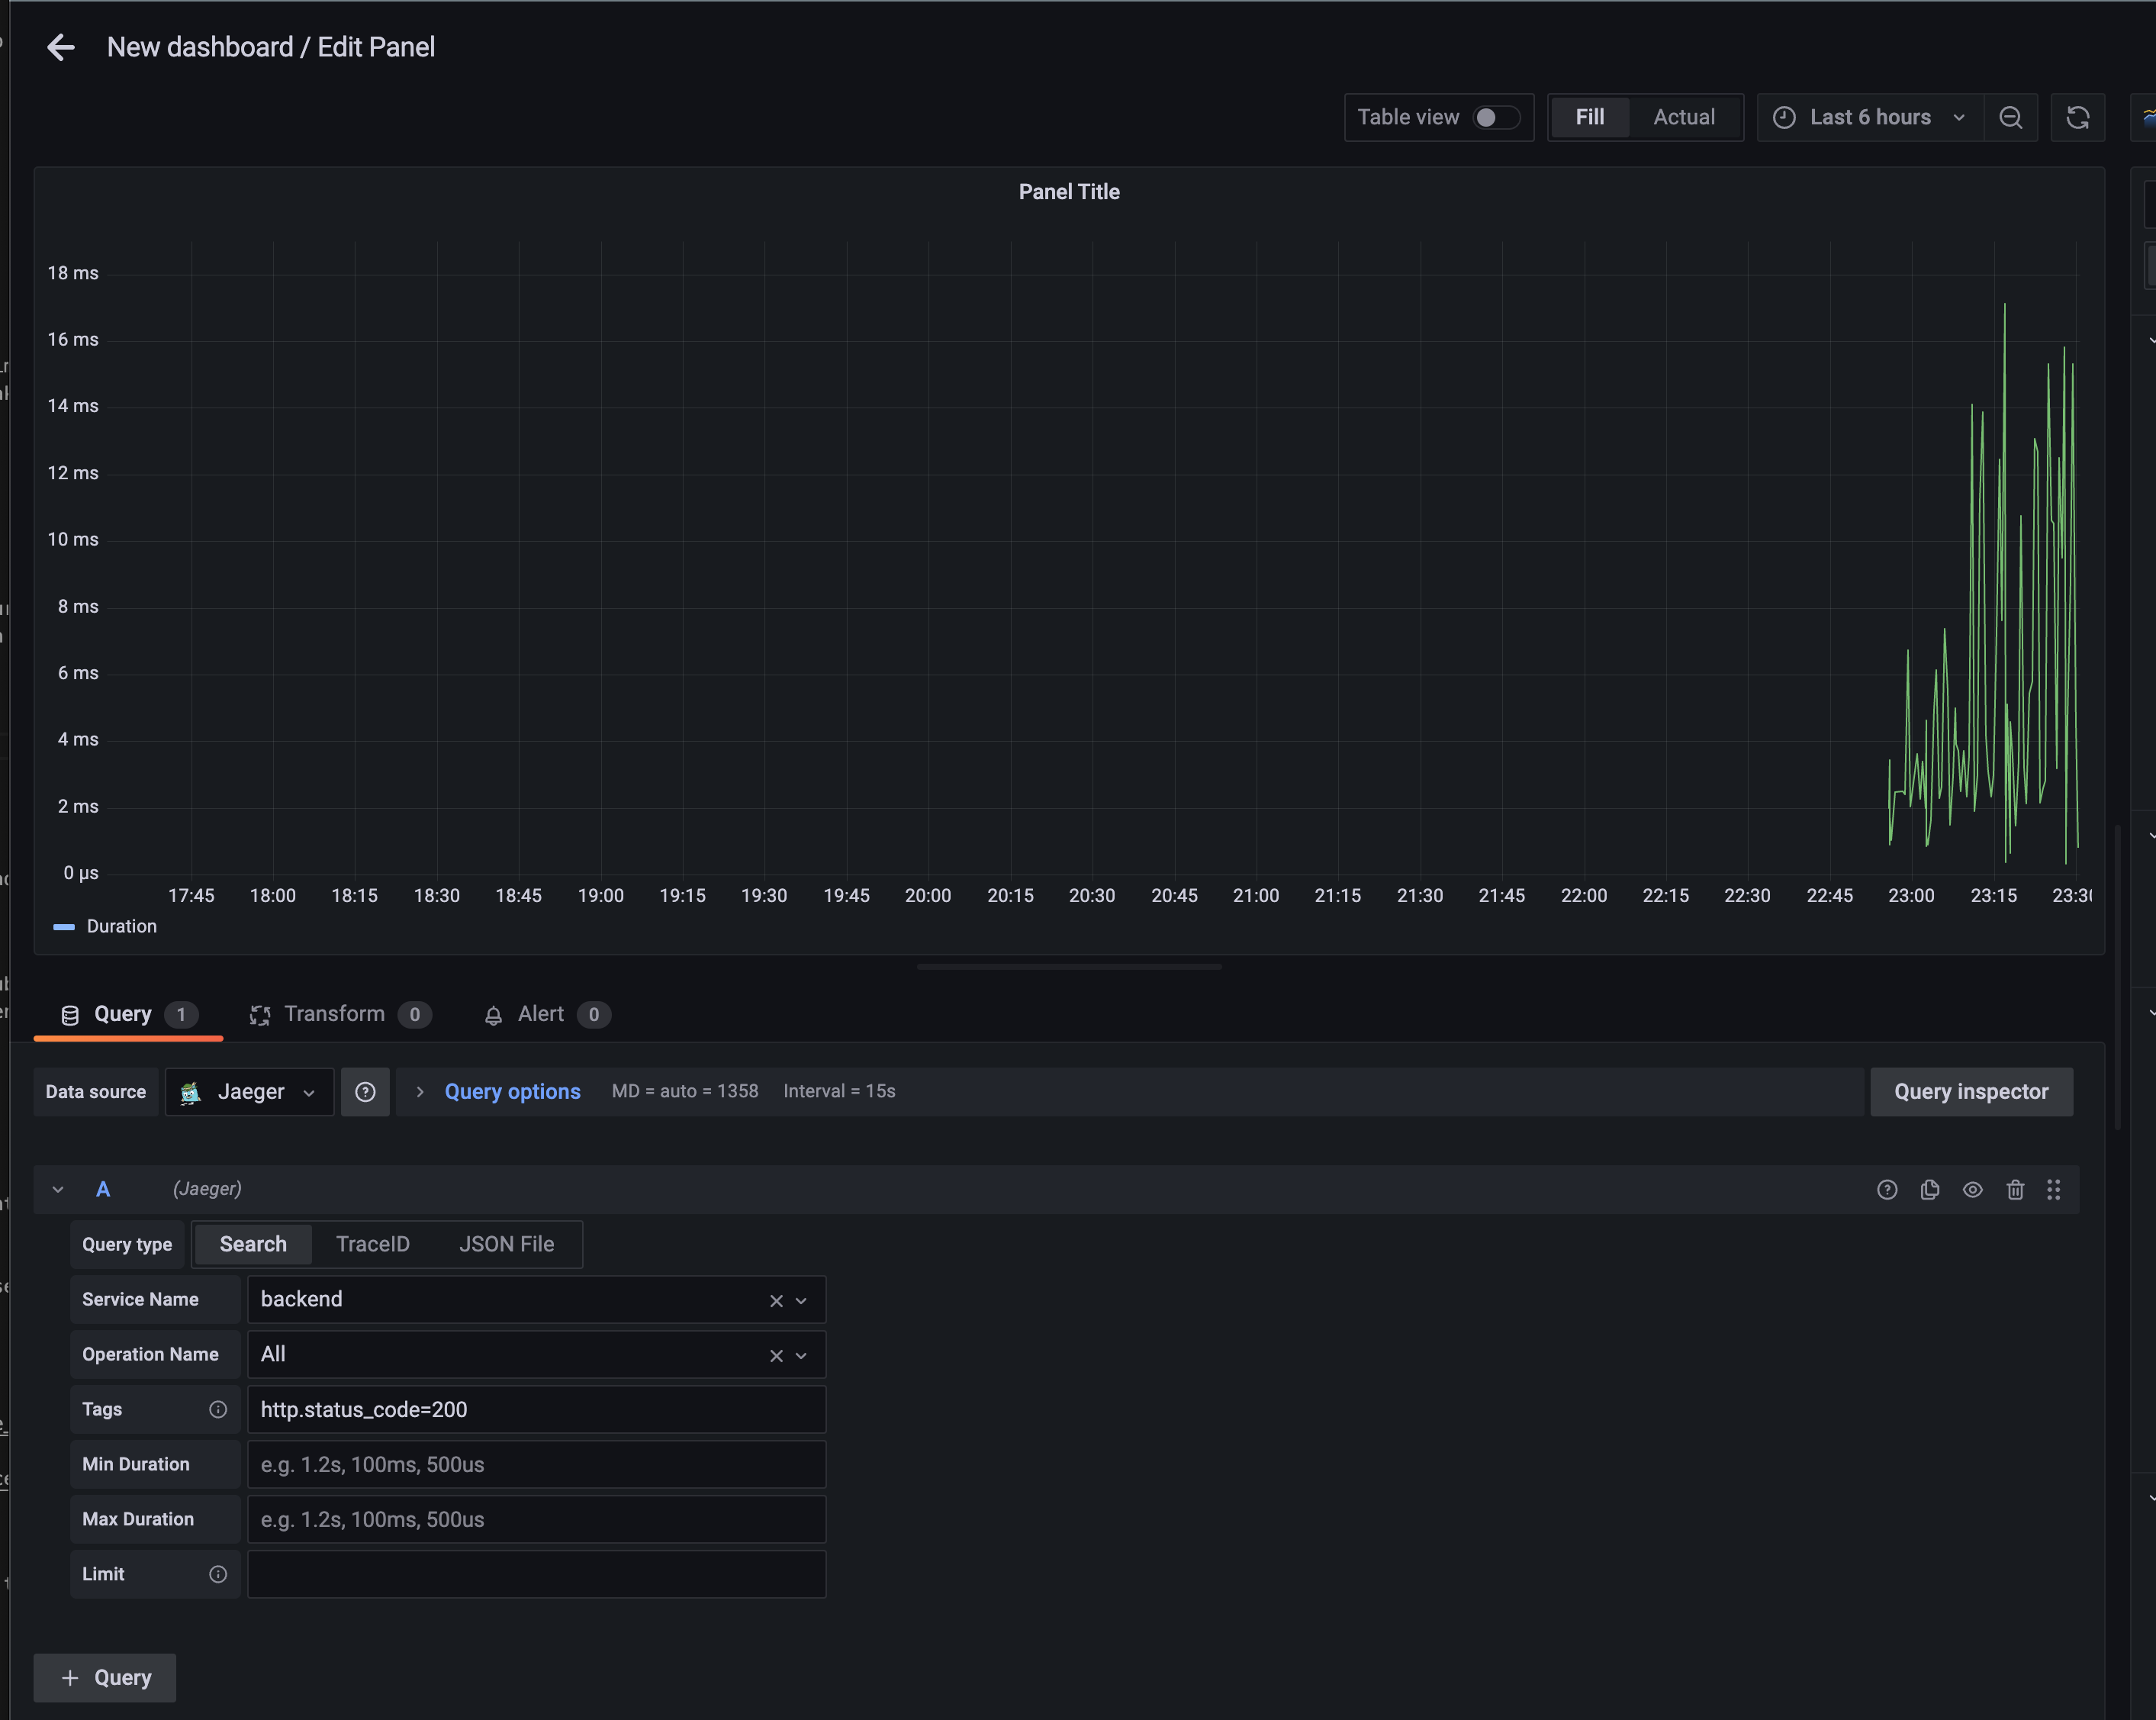 New dashboard / Edit Panel
Table view Fill Actual Last 6 hours
Panel Title
18 ms
16 ms
14 ms
12 ms
10 ms
8 ms
6 ms
4 ms
2 ms
0 µs
17:45 18:00 18:15 18:30 18:45 19:00 19:15 19:30 19:45 20:00 20:15 20:30 20:45 21:00 21:15 21:30 21:45 22:00 22:15 22:30 22:45 23:00 23:15 23:30
Duration
Query 1 Transform 0 Alert 0
Data source Jaeger Query options MD = auto = 1358 Interval = 15s Query inspector
A (Jaeger)
Query type Search TraceID JSON File
Service Name backend
Operation Name All
Tags http.status_code=200
Min Duration e.g. 1.2s, 100ms, 500us
Max Duration e.g. 1.2s, 100ms, 500us
Limit
+ Query